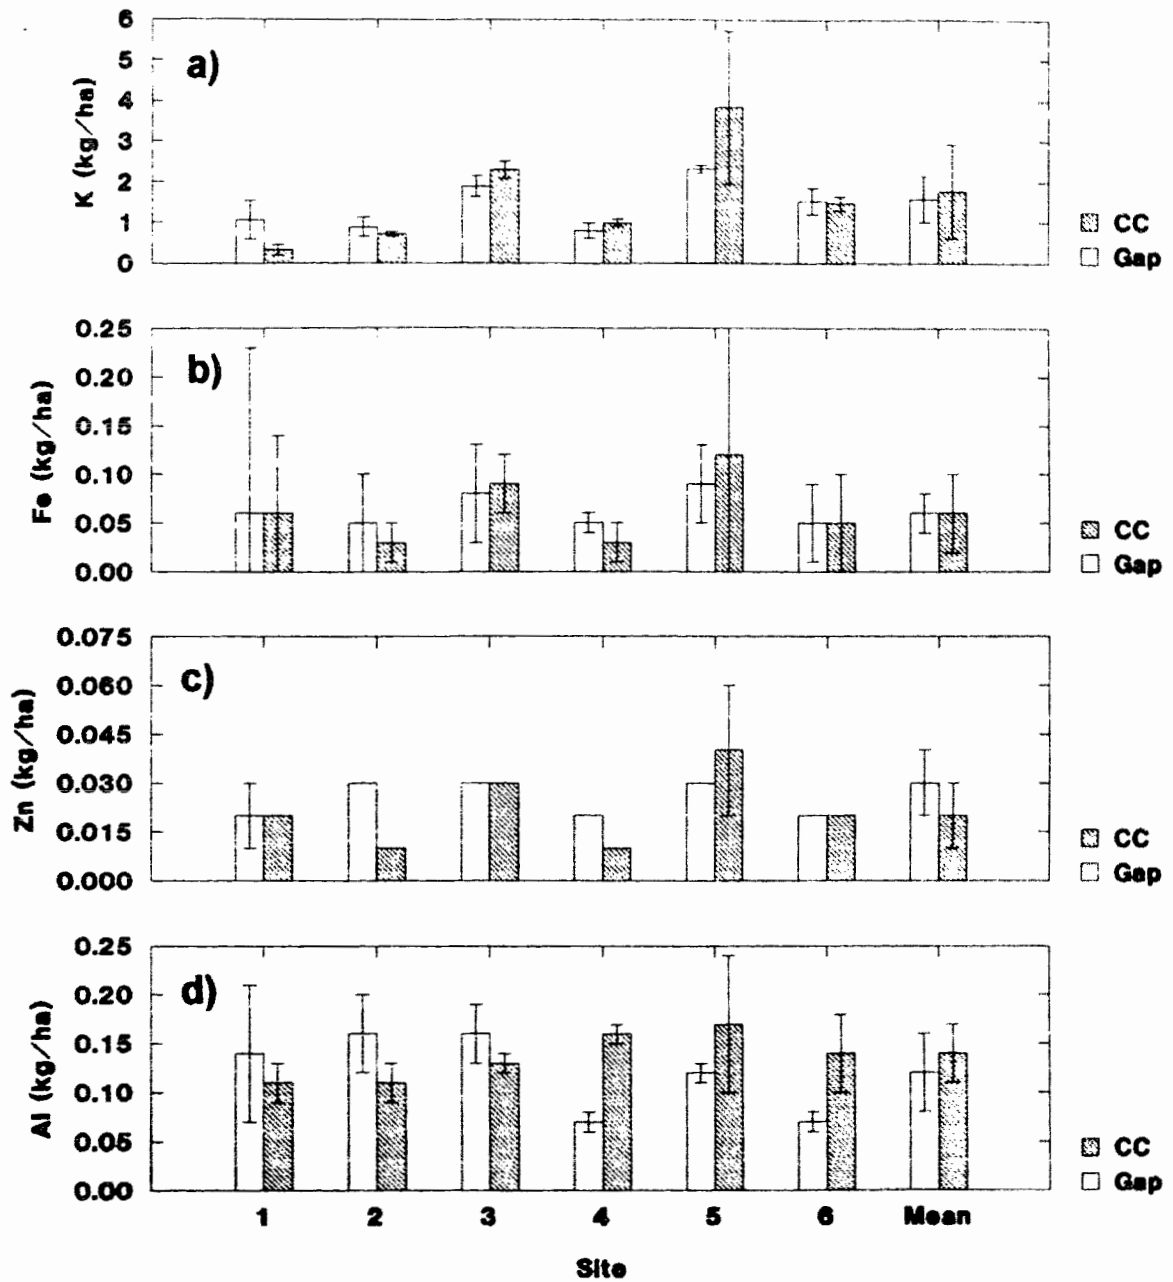 a)
K (kg/ha)
6
5
4
3
2
1
0
CC
Gap
b)
Fe (kg/ha)
0.25
0.20
0.15
0.10
0.05
0.00
CC
Gap
c)
Zn (kg/ha)
0.075
0.060
0.045
0.030
0.015
0.000
CC
Gap
d)
Al (kg/ha)
0.25
0.20
0.15
0.10
0.05
0.00
CC
Gap
1 2 3 4 5 6 Mean
Site